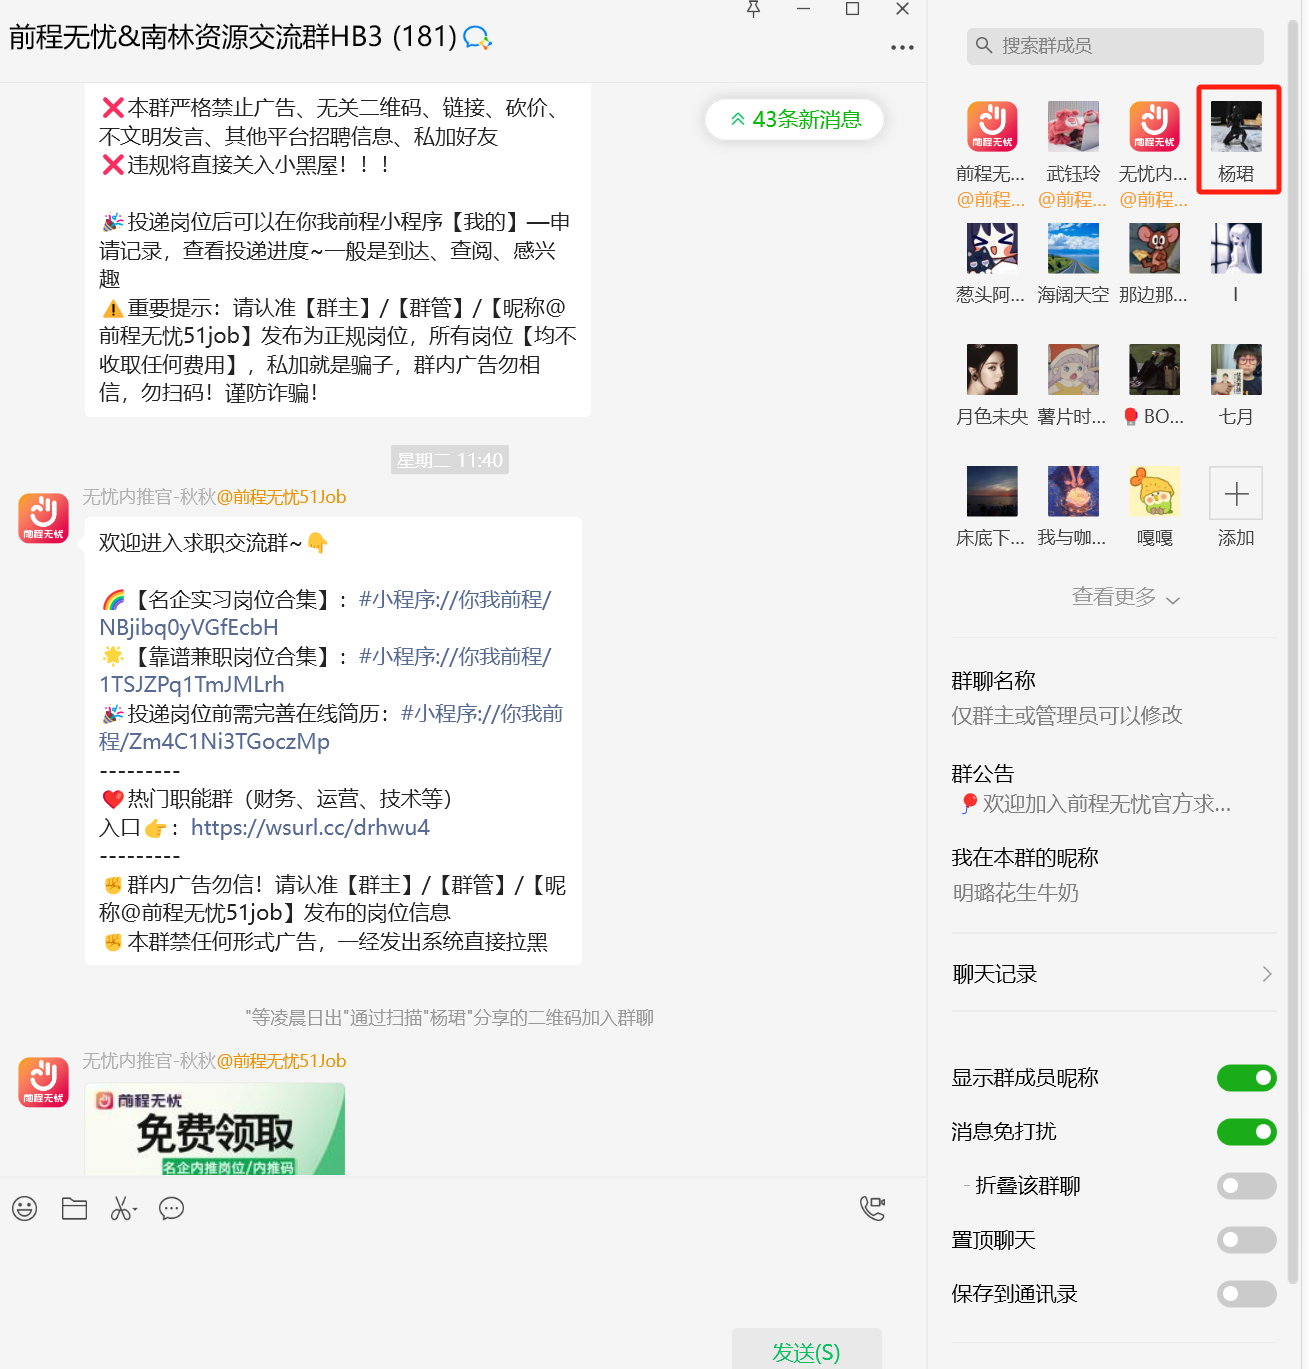 前程无忧&南林资源交流群HB3 (181)
❌本群严格禁止广告、无关二维码、链接、砍价、
不文明发言、其他平台招聘信息、私加好友
❌违规将直接关入小黑屋！！！
🎉投递岗位后可以在你我前程小程序【我的】—申
请记录，查看投递进度~一般是到达、查阅、感兴
趣
⚠️重要提示：请认准【群主】/【群管】/【昵称@
前程无忧51job】发布为正规岗位，所有岗位【均不
收取任何费用】，私加就是骗子，群内广告勿相
信，勿扫码！谨防诈骗！
43条新消息
星期二 11:40
无忧内推官-秋秋@前程无忧51Job
前程无忧
欢迎进入求职交流群~👇
🌈【名企实习岗位合集】：#小程序://你我前程/
NBjibq0yVGfEcbH
🌟【靠谱兼职岗位合集】：#小程序://你我前程/
1TSJZPq1TmJMLrh
🎉投递岗位前需完善在线简历：#小程序://你我前
程/Zm4C1Ni3TGoczMp
---------
❤️热门职能群（财务、运营、技术等）
入口👉：https://wsurl.cc/drhwu4
---------
✊群内广告勿信！请认准【群主】/【群管】/【昵
称@前程无忧51job】发布的岗位信息
✊本群禁任何形式广告，一经发出系统直接拉黑
"等凌晨日出"通过扫描"杨珺"分享的二维码加入群聊
无忧内推官-秋秋@前程无忧51Job
前程无忧
前程无忧
免费领取
名企内推岗位/内推码
发送(S)
搜索群成员
前程无忧
前程无忧
前程无... 武钰玲 无忧内... 杨珺
@前程... @前程... @前程...
葱头阿... 海阔天空 那边那... I
月色未央 薯片时... 🥊BO... 七月
床底下... 我与咖... 嘎嘎 添加
查看更多
群聊名称
仅群主或管理员可以修改
群公告
🎈欢迎加入前程无忧官方求...
我在本群的昵称
明璐花生牛奶
聊天记录
显示群成员昵称
消息免打扰
- 折叠该群聊
置顶聊天
保存到通讯录